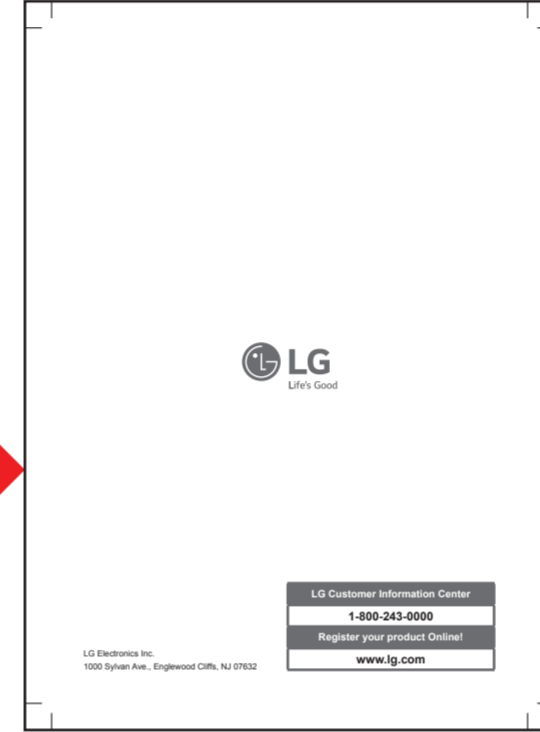 LG
Life's Good
LG Customer Information Center
1-800-243-0000
Register your product Online!
www.lg.com
LG Electronics Inc.
1000 Sylvan Ave., Englewood Cliffs, NJ 07632